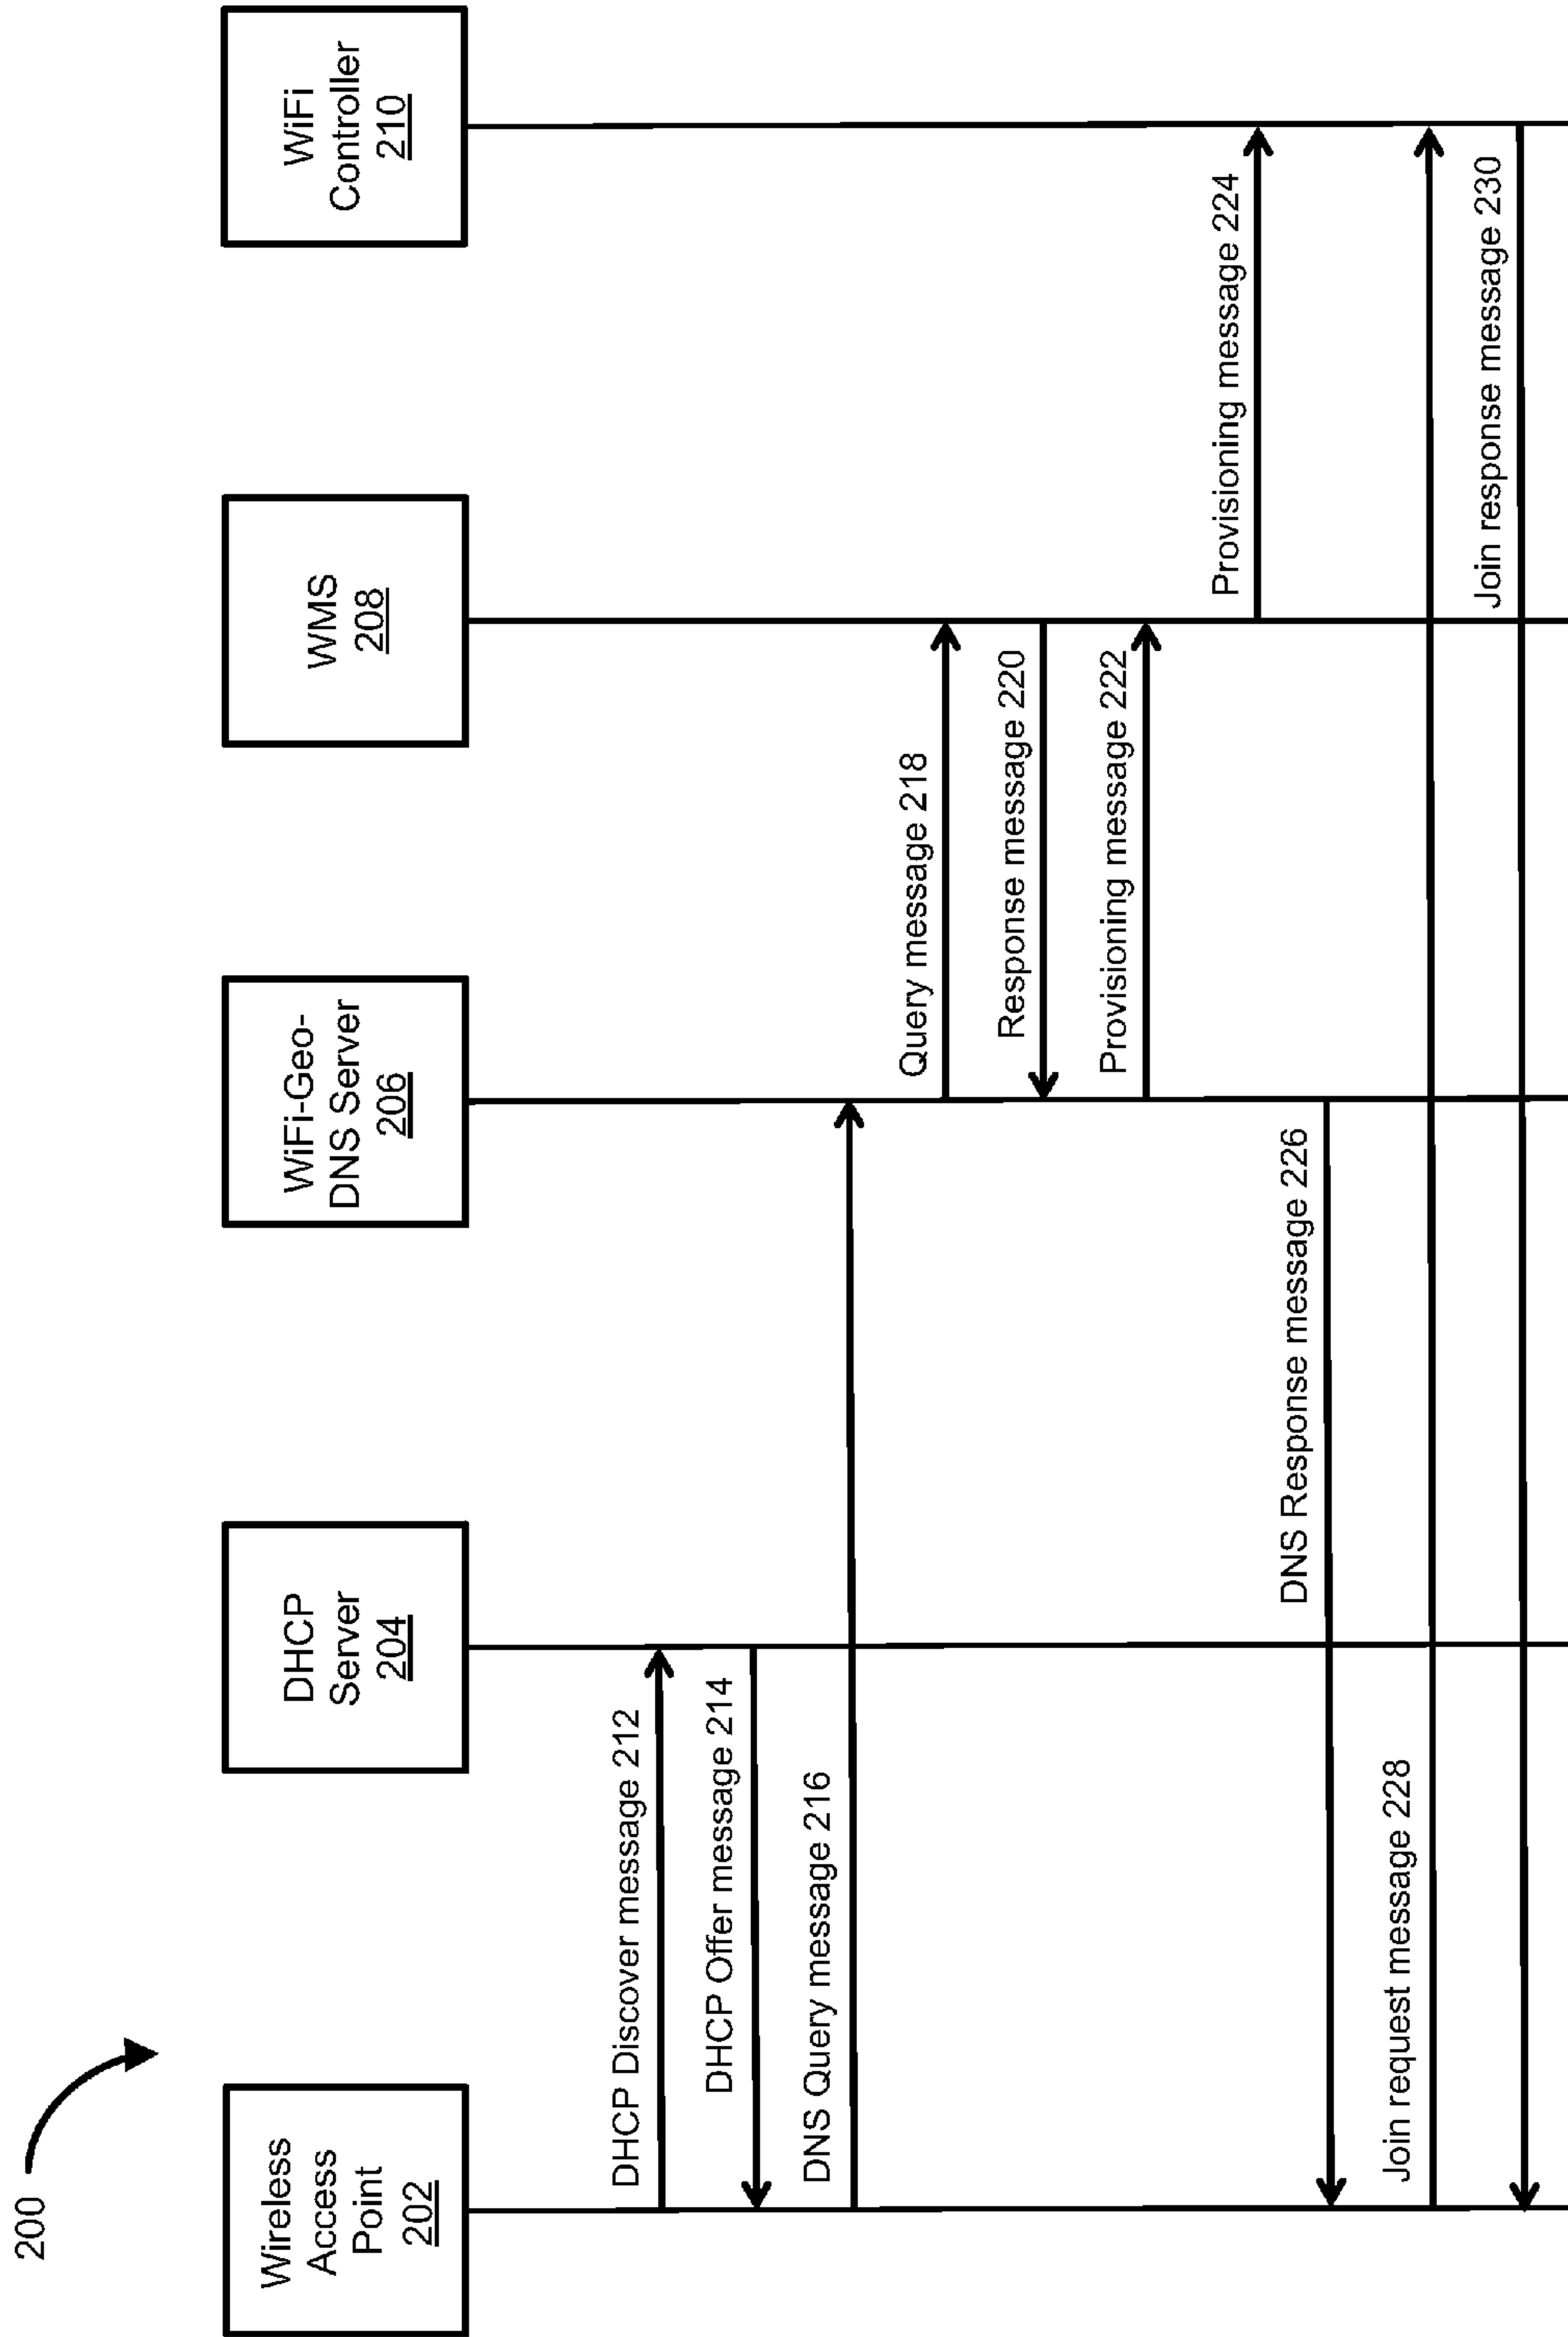 200
Wireless
Access
Point
202
DHCP
Server
204
WiFi-Geo-
DNS Server
206
WMS
208
WiFi
Controller
210
DHCP Discover message 212
DHCP Offer message 214
DNS Query message 216
Query message 218
Response message 220
Provisioning message 222
Provisioning message 224
DNS Response message 226
Join request message 228
Join response message 230